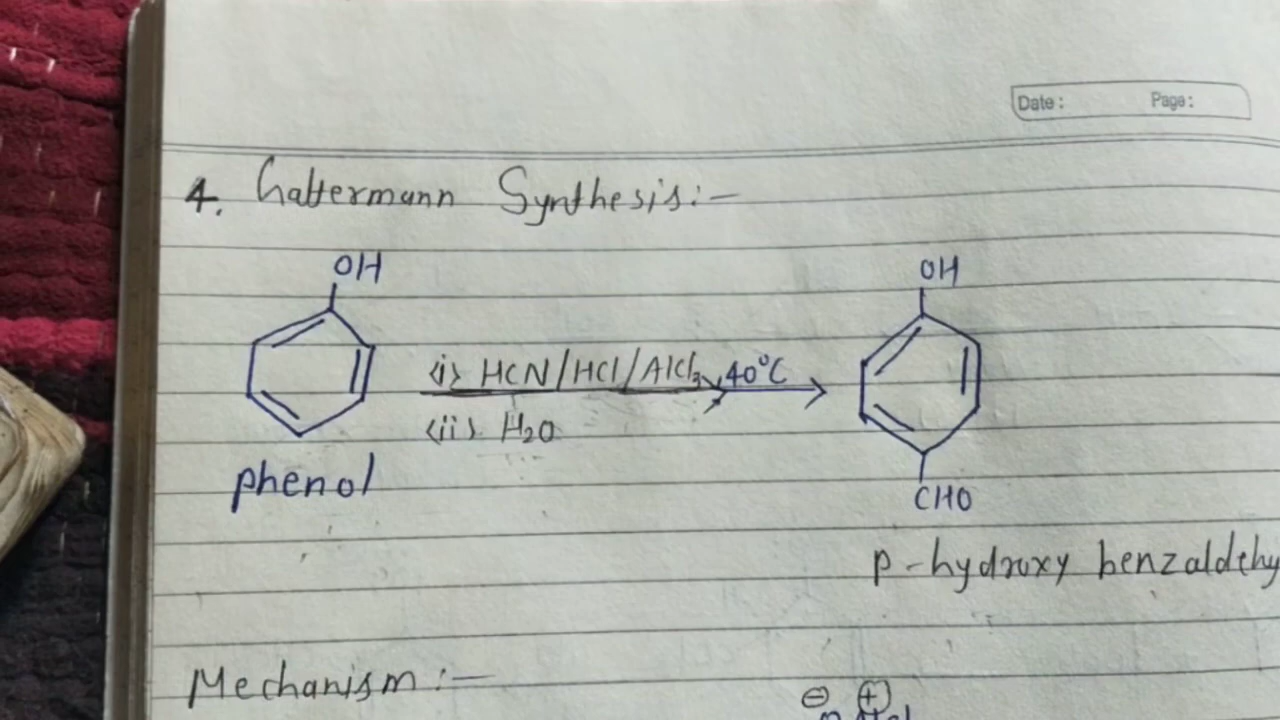 Date: Page:
4. Gattermann Synthesis:-
OH OH
(i) HCN/HCl/AlCl3, 40°C
(ii) H2O
phenol
CHO
p-hydroxy benzaldehy
Mechanism:-
⊖ ⊕